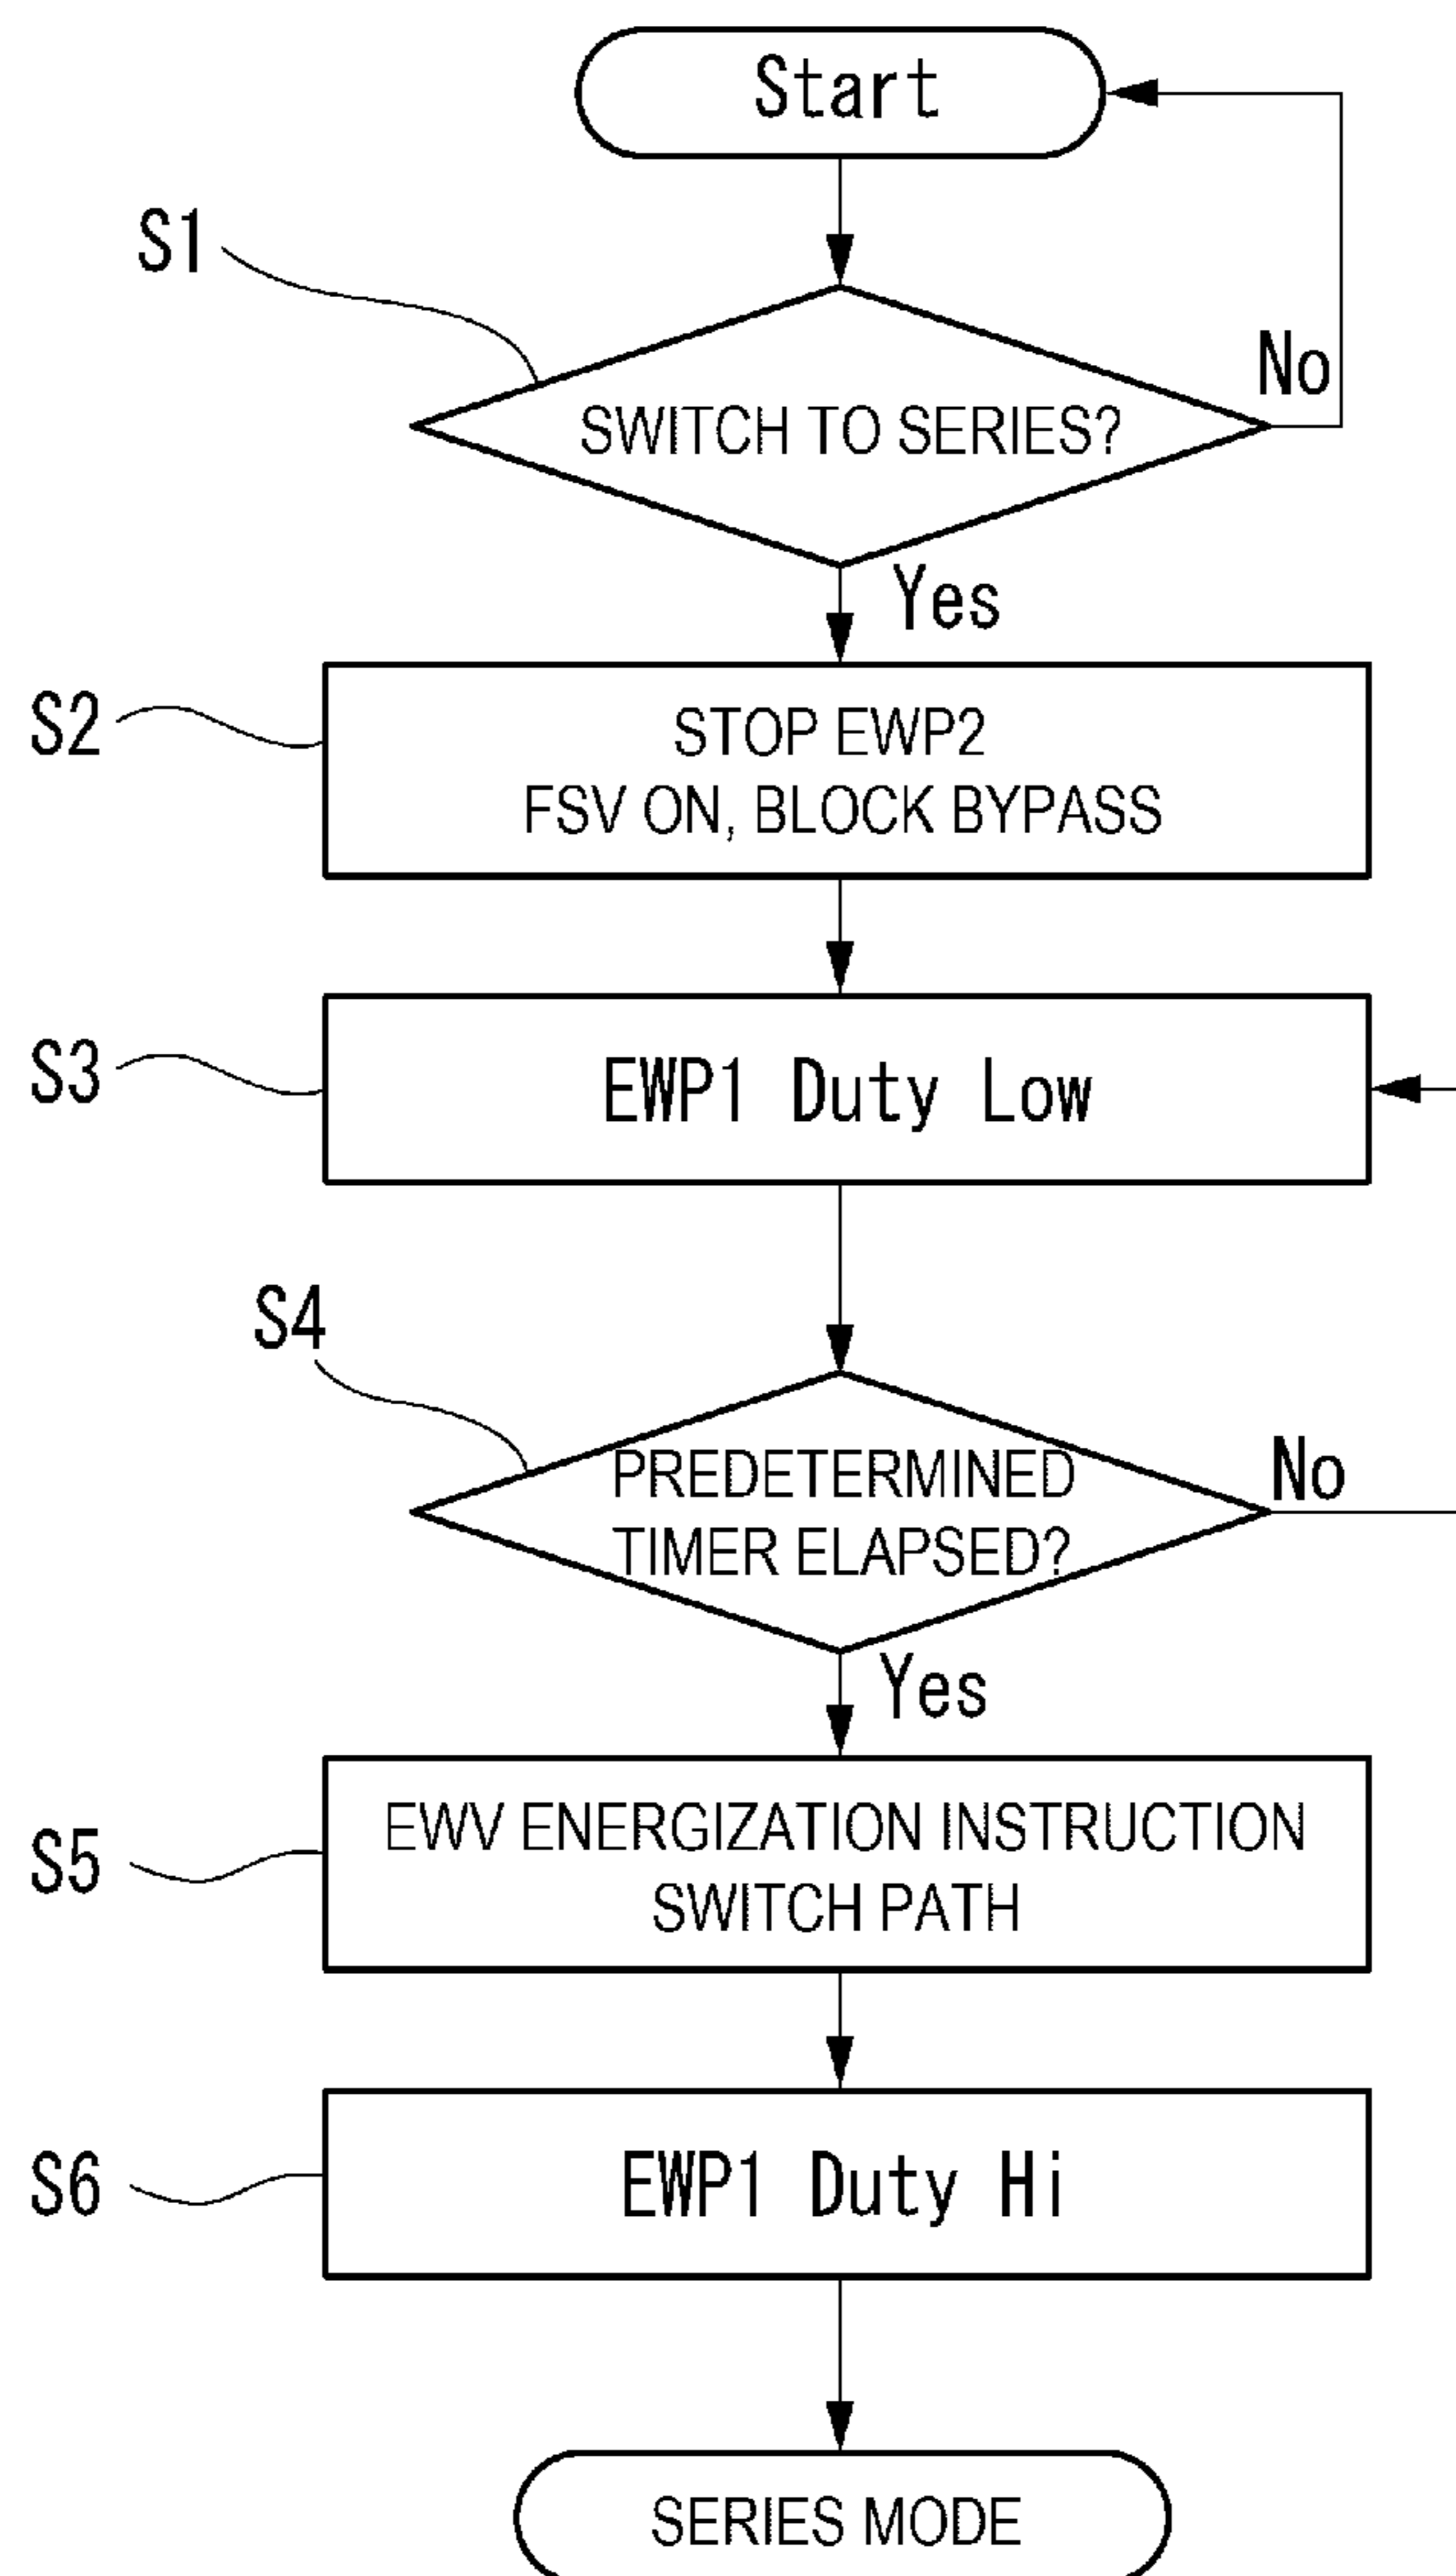 Start
S1
No
SWITCH TO SERIES?
Yes
S2
STOP EWP2
FSV ON, BLOCK BYPASS
S3
EWP1 Duty Low
S4
PREDETERMINED
TIMER ELAPSED?
No
Yes
S5
EWV ENERGIZATION INSTRUCTION
SWITCH PATH
S6
EWP1 Duty Hi
SERIES MODE